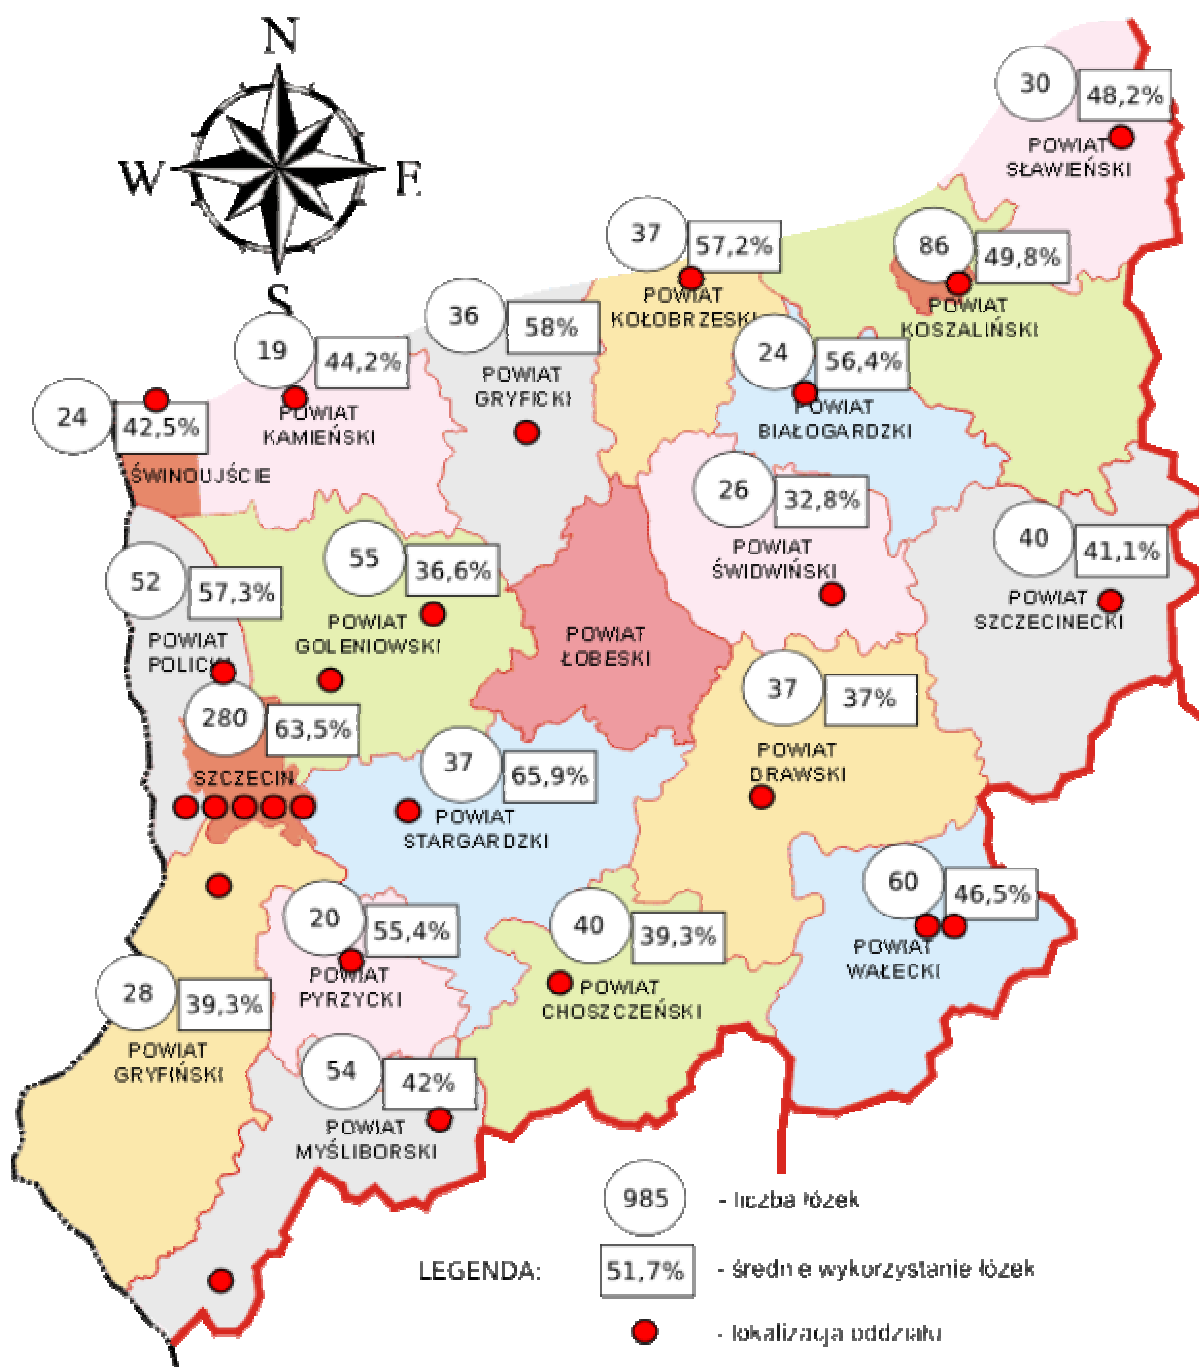 N
W
E
S
30
48,2%
POWIAT
SŁAWIEŃSKI
37
57,2%
POWIAT
KOŁOBRZESKI
86
49,8%
POWIAT
KOSZALIŃSKI
36
58%
POWIAT
GRYFICKI
19
44,2%
POWIAT
KAMIEŃSKI
24
56,4%
POWIAT
BIAŁOGARDZKI
24
42,5%
ŚWINOUJŚCIE
26
32,8%
POWIAT
ŚWIDWIŃSKI
40
41,1%
POWIAT
SZCZECINECKI
52
57,3%
POWIAT
POLICKI
55
36,6%
POWIAT
GOLENIOWSKI
POWIAT
ŁOBESKI
280
63,5%
SZCZECIN
37
37%
POWIAT
DRAWSKI
37
65,9%
POWIAT
STARGARDZKI
60
46,5%
POWIAT
WAŁECKI
20
55,4%
POWIAT
PYRZYCKI
40
39,3%
POWIAT
CHOSZCZEŃSKI
28
39,3%
POWIAT
GRYFIŃSKI
54
42%
POWIAT
MYŚLIBORSKI
LEGENDA:
985 - liczba łózek
51,7% - średnie wykorzystanie łózek
- lokalizacja oddziału